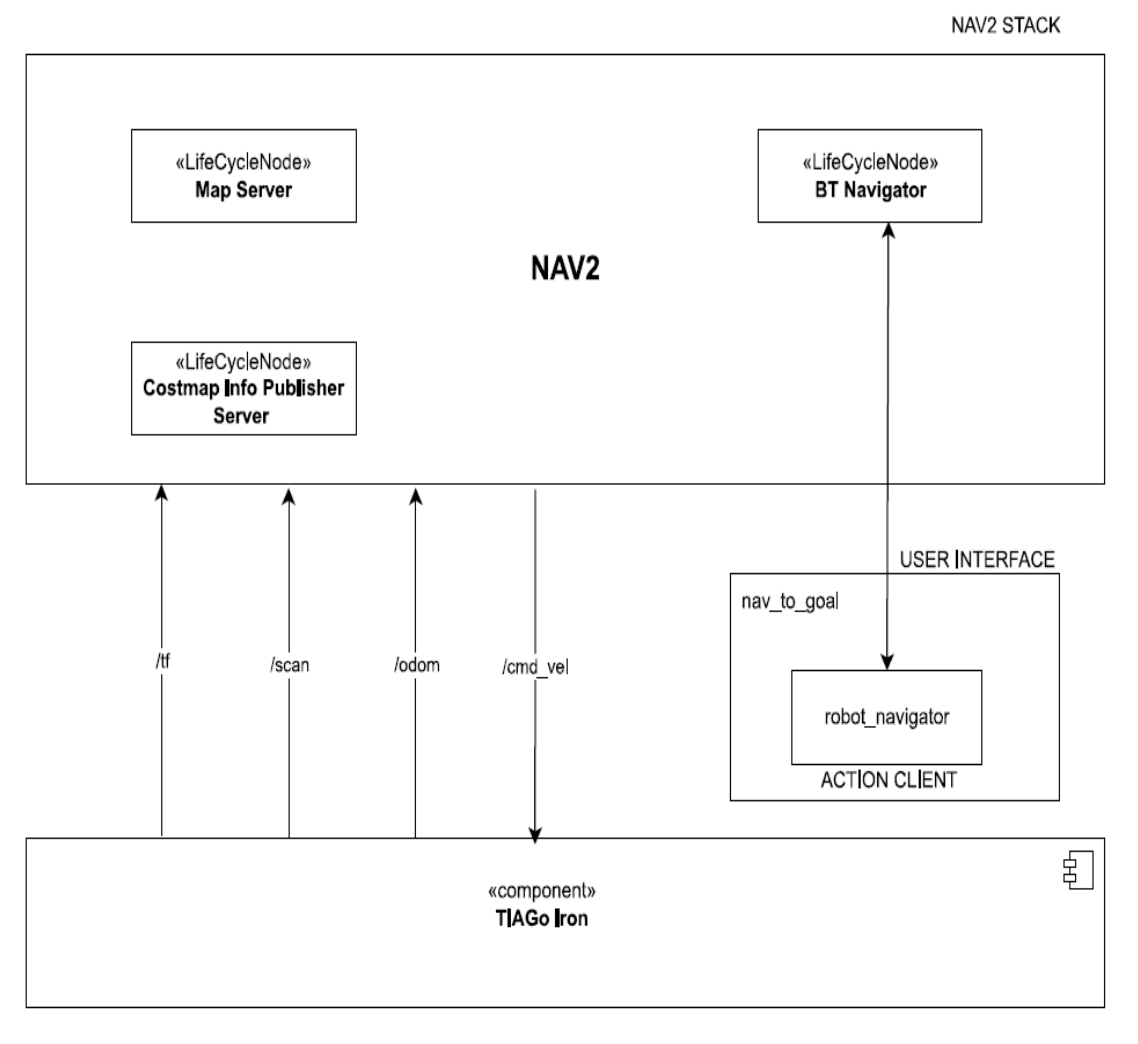 NAV2 STACK
«LifeCycleNode»
Map Server
«LifeCycleNode»
BT Navigator
NAV2
«LifeCycleNode»
Costmap Info Publisher
Server
USER INTERFACE
nav_to_goal
/tf
/scan
/odom
/cmd_vel
robot_navigator
ACTION CLIENT
«component»
TIAGo Iron